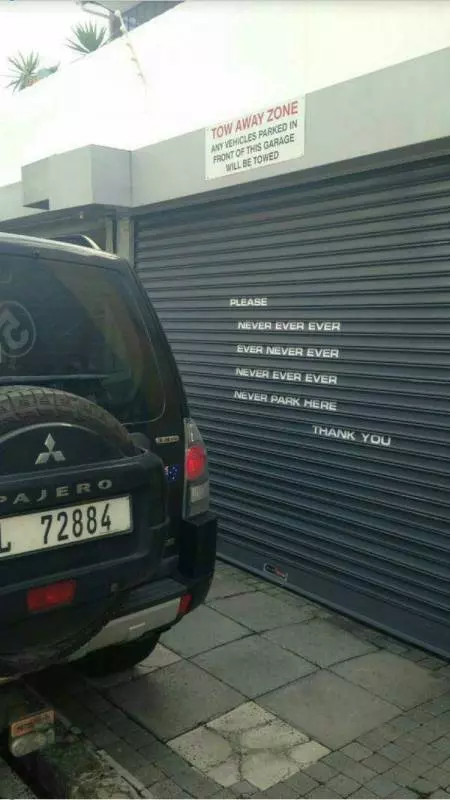 TOW AWAY ZONE
ANY VEHICLES PARKED IN
FRONT OF THIS GARAGE
WILL BE TOWED
PLEASE
NEVER EVER EVER
EVER NEVER EVER
NEVER EVER EVER
NEVER PARK HERE
THANK YOU
PAJERO
L 72884